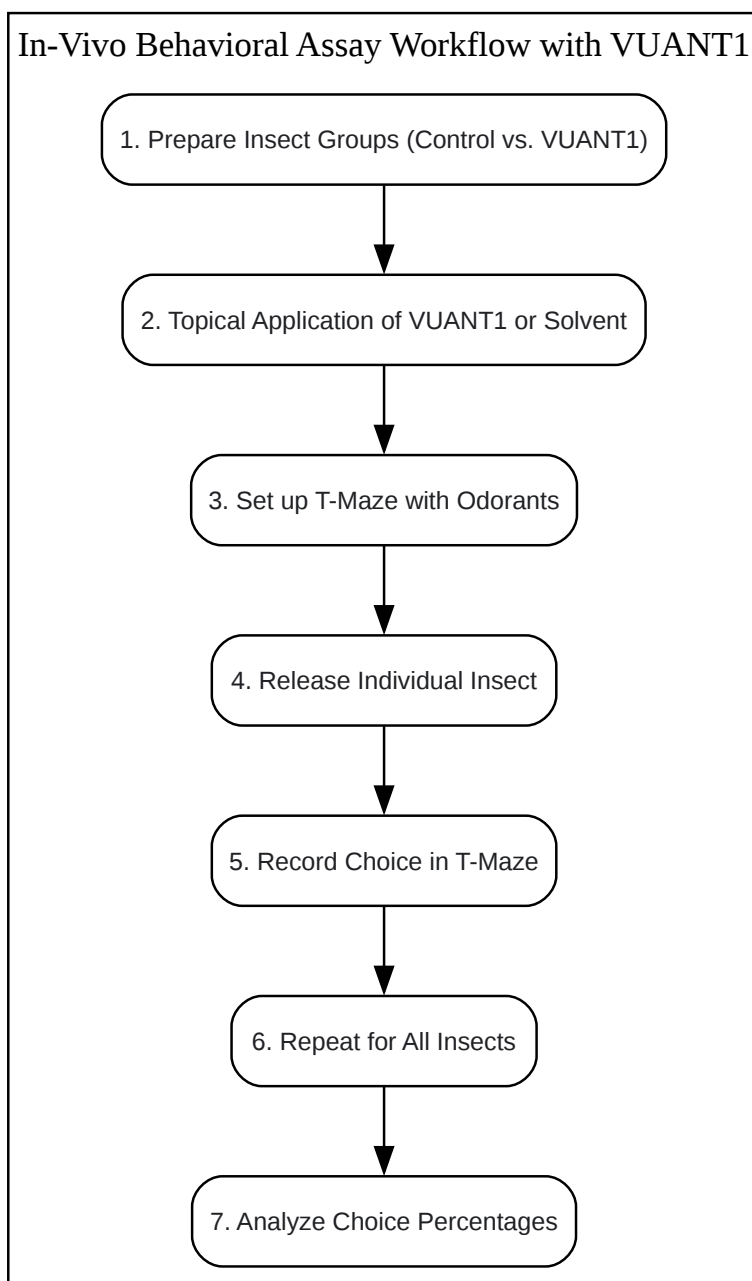 In-Vivo Behavioral Assay Workflow with VUANT1
1. Prepare Insect Groups (Control vs. VUANT1)
2. Topical Application of VUANT1 or Solvent
3. Set up T-Maze with Odorants
4. Release Individual Insect
5. Record Choice in T-Maze
6. Repeat for All Insects
7. Analyze Choice Percentages